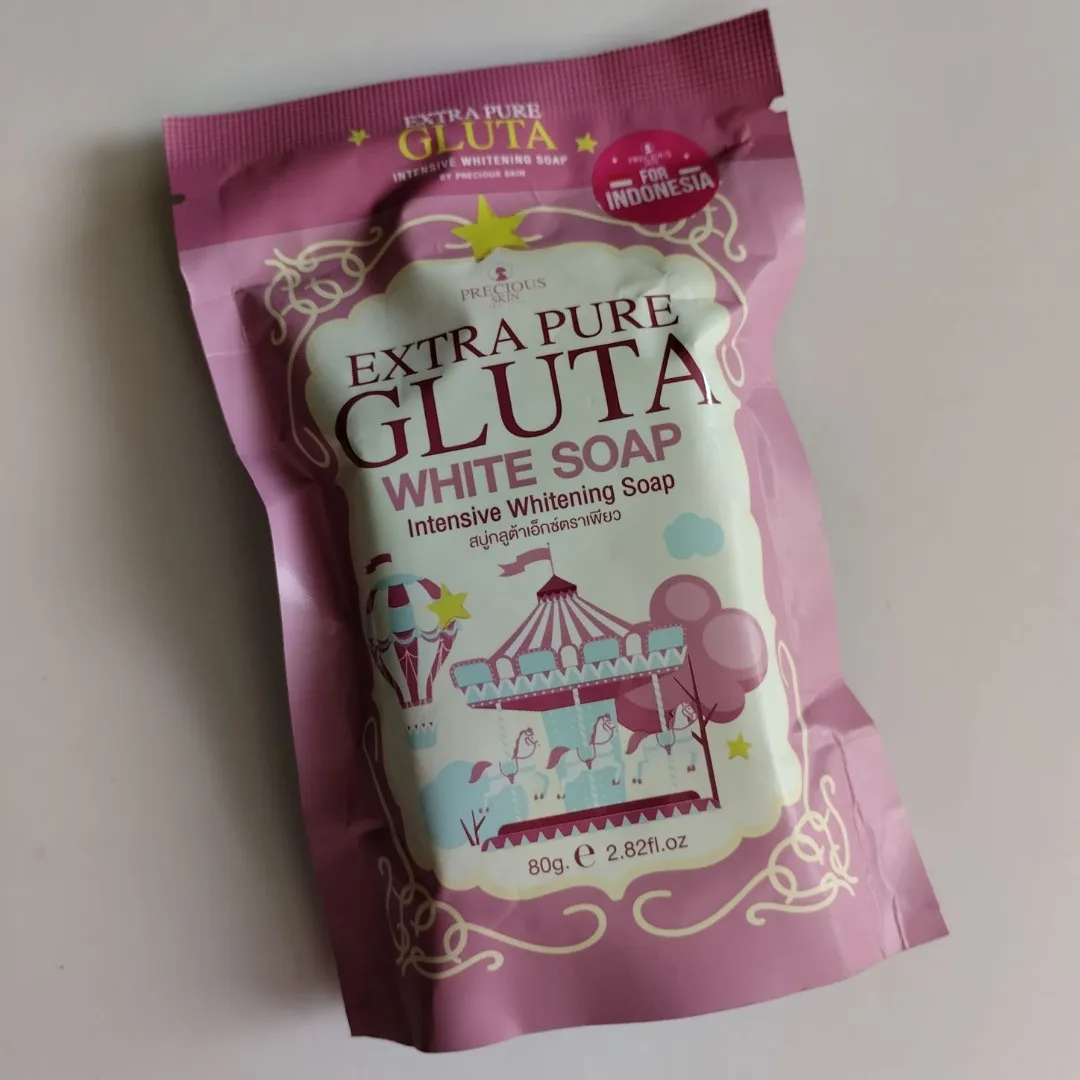 EXTRA PURE
GLUTA
INTENSIVE WHITENING SOAP
BY PRECIOUS SKIN
PRECIOUS
SKIN
FOR
INDONESIA
PRECIOUS
SKIN
EXTRA PURE
GLUTA
WHITE SOAP
Intensive Whitening Soap
สบู่กลูต้าเอ็กซ์ตราเพียว
80g. e 2.82fl.oz